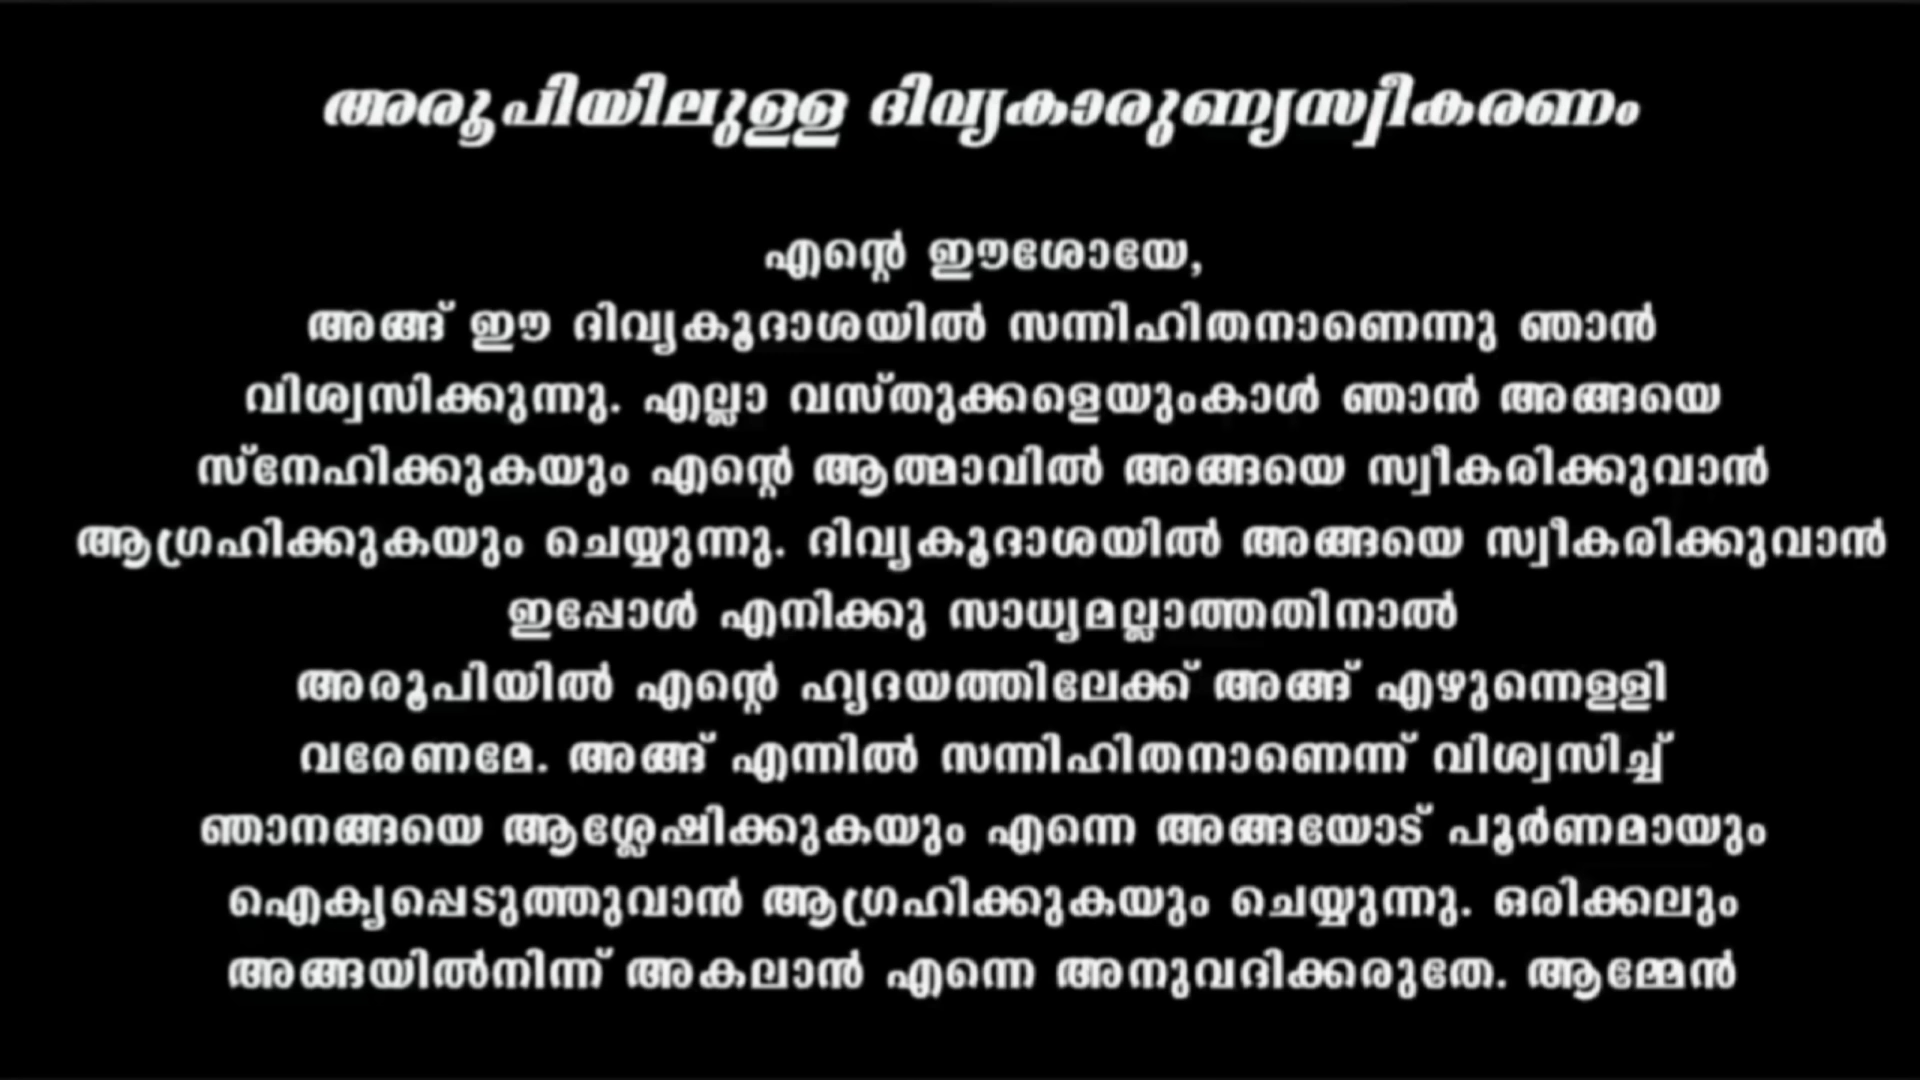 അരൂപിയിലുള്ള ദിവ്യകാരുണ്യസ്വീകരണം
എന്റെ ഈശോയേ,
അങ്ങ് ഈ ദിവ്യകൂദാശയിൽ സന്നിഹിതനാണെന്നു ഞാൻ
വിശ്വസിക്കുന്നു. എല്ലാ വസ്തുക്കളെയുംകാൾ ഞാൻ അങ്ങയെ
സ്നേഹിക്കുകയും എന്റെ ആത്മാവിൽ അങ്ങയെ സ്വീകരിക്കുവാൻ
ആഗ്രഹിക്കുകയും ചെയ്യുന്നു. ദിവ്യകൂദാശയിൽ അങ്ങയെ സ്വീകരിക്കുവാൻ
ഇപ്പോൾ എനിക്കു സാധ്യമല്ലാത്തതിനാൽ
അരൂപിയിൽ എന്റെ ഹൃദയത്തിലേക്ക് അങ്ങ് എഴുന്നെള്ളി
വരേണമേ. അങ്ങ് എന്നിൽ സന്നിഹിതനാണെന്ന് വിശ്വസിച്ച്
ഞാനങ്ങയെ ആശ്ലേഷിക്കുകയും എന്നെ അങ്ങയോട് പൂർണമായും
ഐക്യപ്പെടുത്തുവാൻ ആഗ്രഹിക്കുകയും ചെയ്യുന്നു. ഒരിക്കലും
അങ്ങയിൽനിന്ന് അകലാൻ എന്നെ അനുവദിക്കരുതേ. ആമ്മേൻ